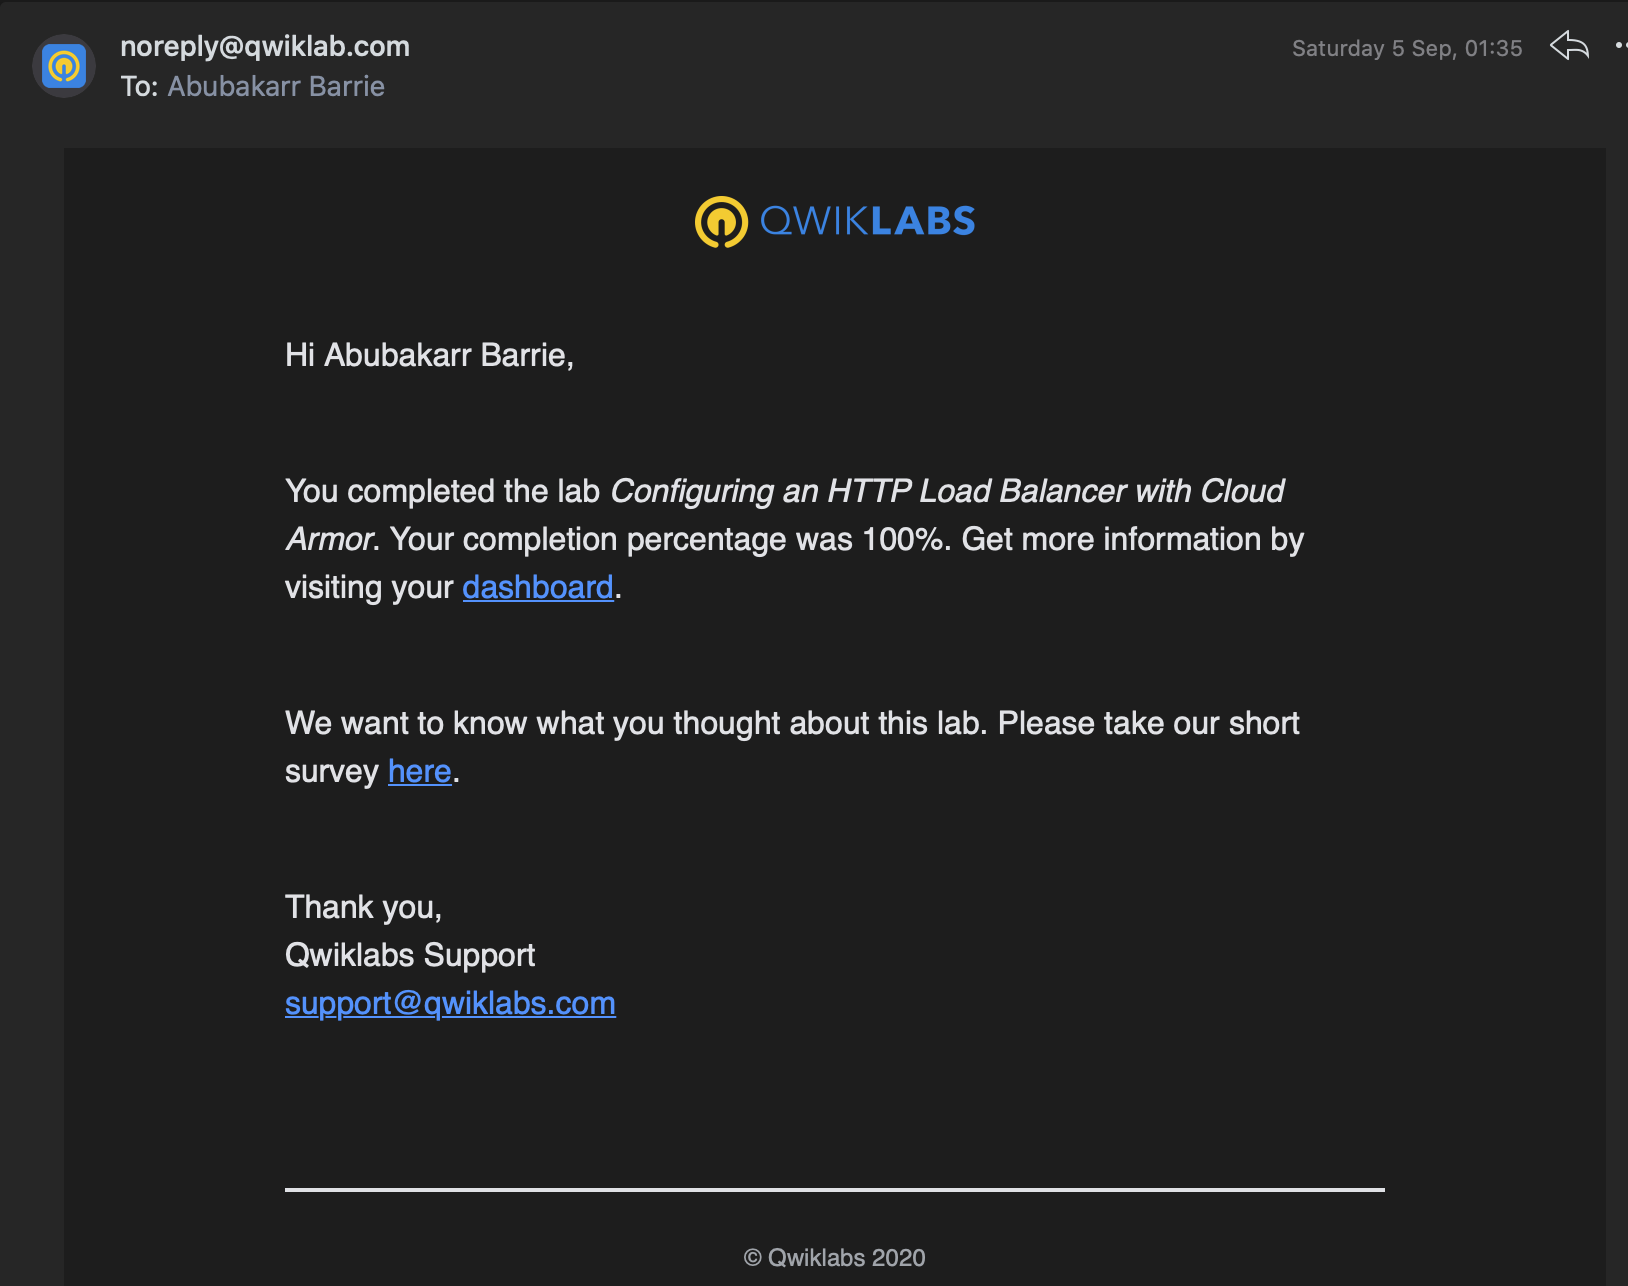 noreply@qwiklab.com
Saturday 5 Sep, 01:35
To: Abubakarr Barrie
QWIKLABS
Hi Abubakarr Barrie,
You completed the lab Configuring an HTTP Load Balancer with Cloud
Armor. Your completion percentage was 100%. Get more information by
visiting your dashboard.
We want to know what you thought about this lab. Please take our short
survey here.
Thank you,
Qwiklabs Support
support@qwiklabs.com
© Qwiklabs 2020